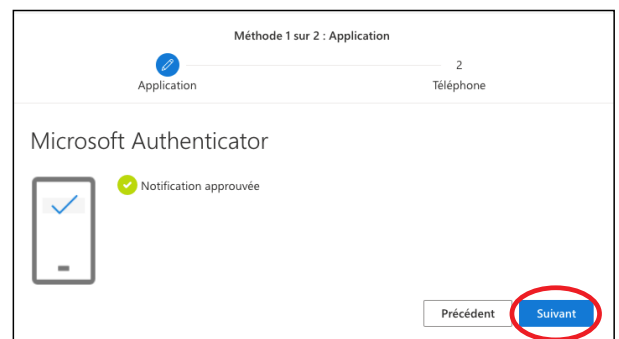 Méthode 1 sur 2 : Application
2
Application
Téléphone
Microsoft Authenticator
Notification approuvée
Précédent
Suivant